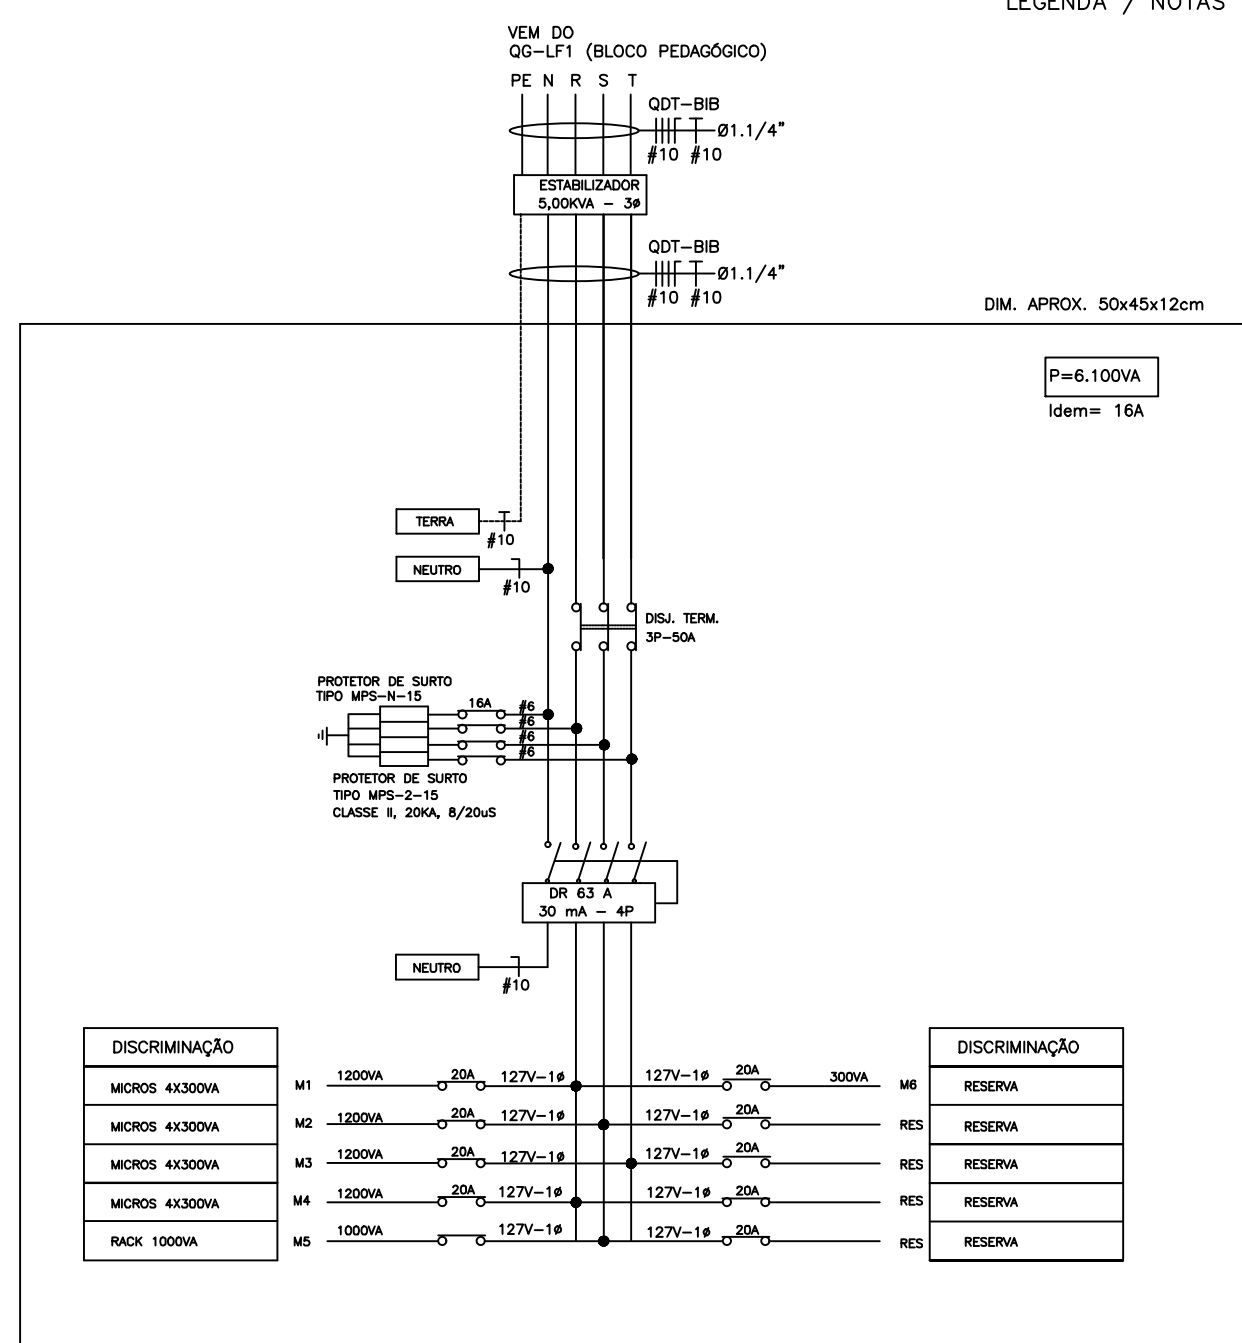 LEGENDA / NOTAS
VEM DO
QG-LF1 (BLOCO PEDAGÓGICO)
PE N R S T
QDT-BIB
Ø1.1/4"
#10 #10
ESTABILIZADOR
5,00KVA - 3ø
QDT-BIB
Ø1.1/4"
#10 #10
DIM. APROX. 50x45x12cm
P=6.100VA
Idem= 16A
TERRA
#10
NEUTRO
#10
DISJ. TERM.
3P-50A
PROTETOR DE SURTO
TIPO MPS-N-15
16A
#6
#6
#6
#6
PROTETOR DE SURTO
TIPO MPS-2-15
CLASSE II, 20KA, 8/20uS
DR 63 A
30 mA - 4P
NEUTRO
#10
DISCRIMINAÇÃO
DISCRIMINAÇÃO
MICROS 4X300VA M1 1200VA 20A 127V-1ø 127V-1ø 20A 300VA M6 RESERVA
MICROS 4X300VA M2 1200VA 20A 127V-1ø 127V-1ø 20A RES RESERVA
MICROS 4X300VA M3 1200VA 20A 127V-1ø 127V-1ø 20A RES RESERVA
MICROS 4X300VA M4 1200VA 20A 127V-1ø 127V-1ø 20A RES RESERVA
RACK 1000VA M5 1000VA 127V-1ø 127V-1ø 20A RES RESERVA